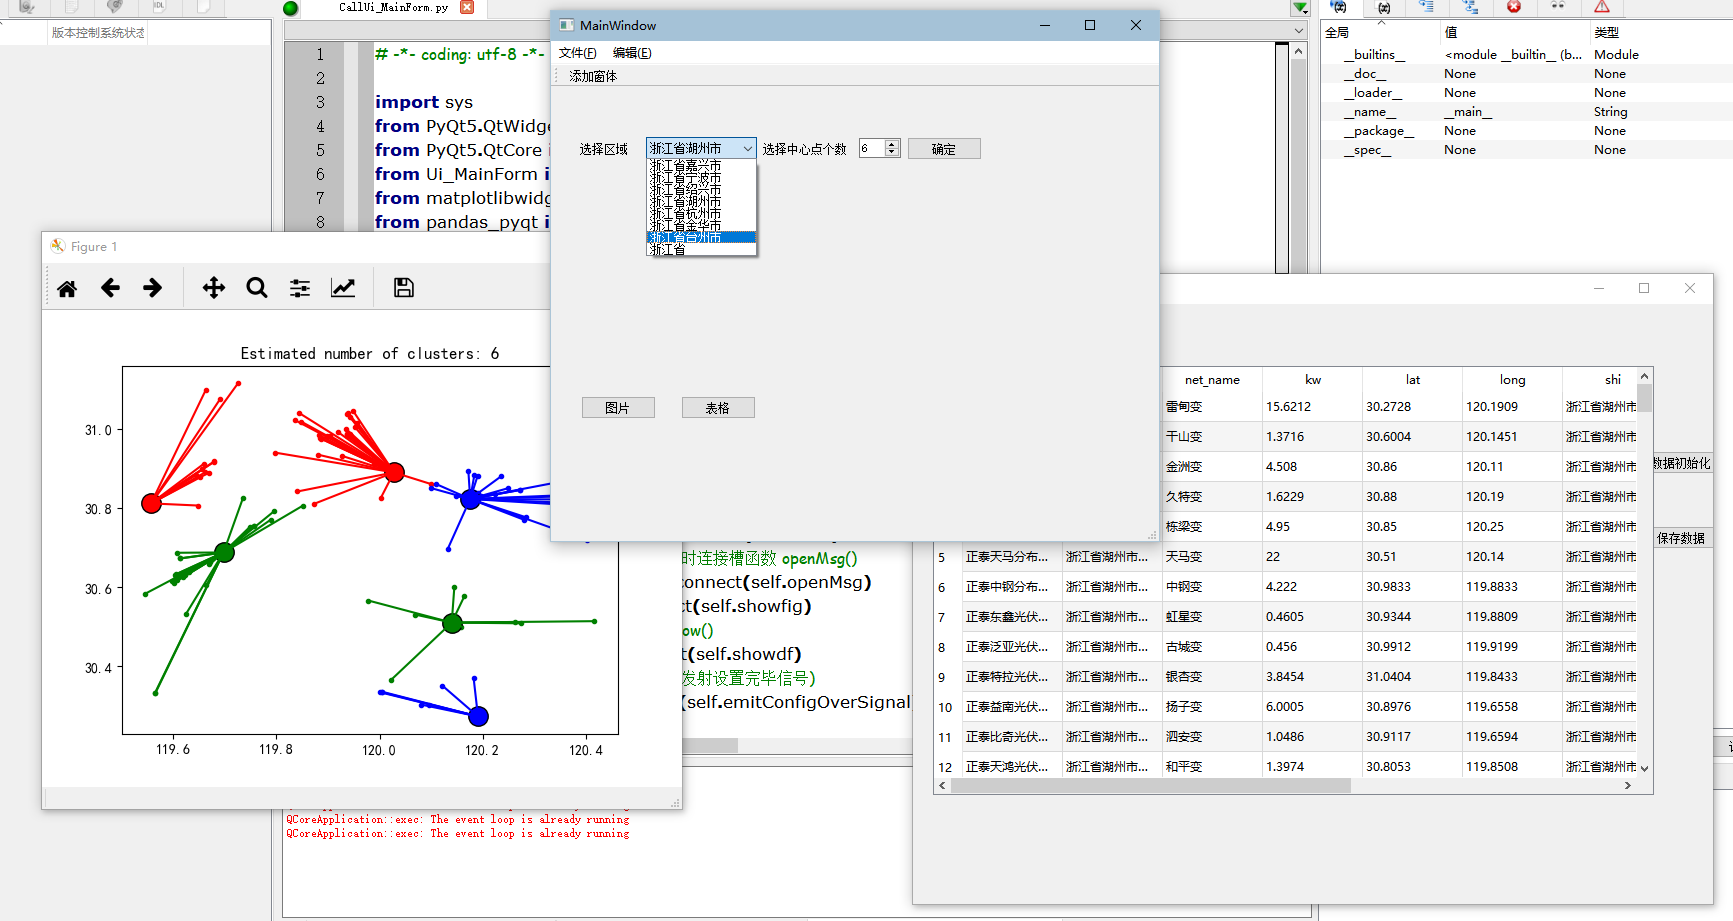 CallUi_MainForm.py
版本控制系统状态
1
# -*- coding: utf-8 -*-
2
3
import sys
4
from PyQt5.QtWidge
5
from PyQt5.QtCore i
6
from Ui_MainForm i
7
from matplotlibwidg
8
from pandas_pyqt i
MainWindow
文件(F) 编辑(E)
添加窗体
选择区域 浙江省湖州市 选择中心点个数 6 确定
浙江省嘉兴市
浙江省宁波市
浙江省绍兴市
浙江省湖州市
浙江省杭州市
浙江省金华市
浙江省台州市
浙江省
图片 表格
全局 值 类型
__builtins__ <module __builtin__ (b... Module
__doc__ None None
__loader__ None None
__name__ __main__ String
__package__ None None
__spec__ None None
Figure 1
Estimated number of clusters: 6
31.0
30.8
30.6
30.4
119.6 119.8 120.0 120.2 120.4
时连接槽函数 openMsg()
connect(self.openMsg)
ct(self.showfig)
ow()
t(self.showdf)
发射设置完毕信号)
(self.emitConfigOverSignal)
QCoreApplication::exec: The event loop is already running
QCoreApplication::exec: The event loop is already running
net_name kw lat long shi
雷甸变 15.6212 30.2728 120.1909 浙江省湖州市
干山变 1.3716 30.6004 120.1451 浙江省湖州市
金洲变 4.508 30.86 120.11 浙江省湖州市
久特变 1.6229 30.88 120.19 浙江省湖州市
栋梁变 4.95 30.85 120.25 浙江省湖州市
5 正泰天马分布... 浙江省湖州市... 天马变 22 30.51 120.14 浙江省湖州市
6 正泰中钢分布... 浙江省湖州市... 中钢变 4.222 30.9833 119.8833 浙江省湖州市
7 正泰东鑫光伏... 浙江省湖州市... 虹星变 0.4605 30.9344 119.8809 浙江省湖州市
8 正泰泛亚光伏... 浙江省湖州市... 古城变 0.456 30.9912 119.9199 浙江省湖州市
9 正泰特拉光伏... 浙江省湖州市... 银杏变 3.8454 31.0404 119.8433 浙江省湖州市
10 正泰益南光伏... 浙江省湖州市... 扬子变 6.0005 30.8976 119.6558 浙江省湖州市
11 正泰比奇光伏... 浙江省湖州市... 泗安变 1.0486 30.9117 119.6594 浙江省湖州市
12 正泰天鸿光伏... 浙江省湖州市... 和平变 1.3974 30.8053 119.8508 浙江省湖州市
数据初始化
保存数据